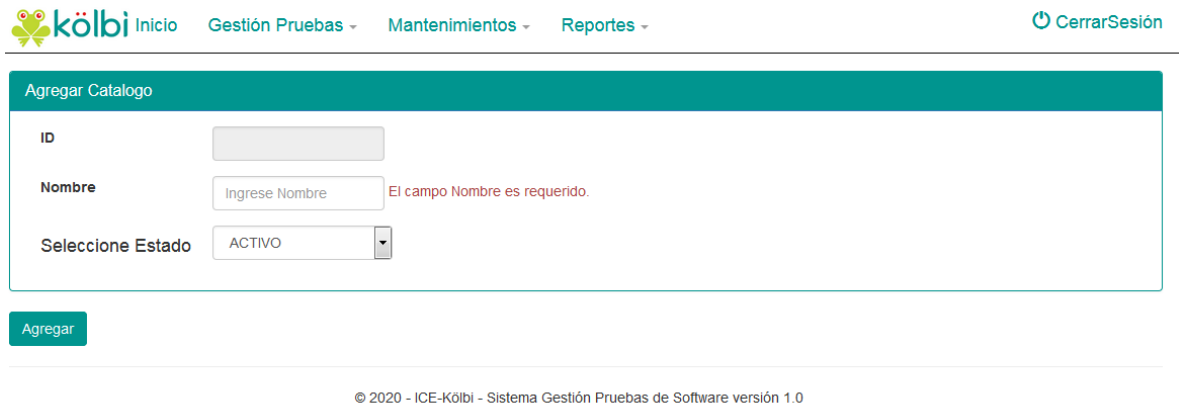 kölbi Inicio Gestión Pruebas Mantenimientos Reportes CerrarSesión
Agregar Catalogo
ID
Nombre Ingrese Nombre El campo Nombre es requerido.
Seleccione Estado ACTIVO
Agregar
© 2020 - ICE-Kölbi - Sistema Gestión Pruebas de Software versión 1.0